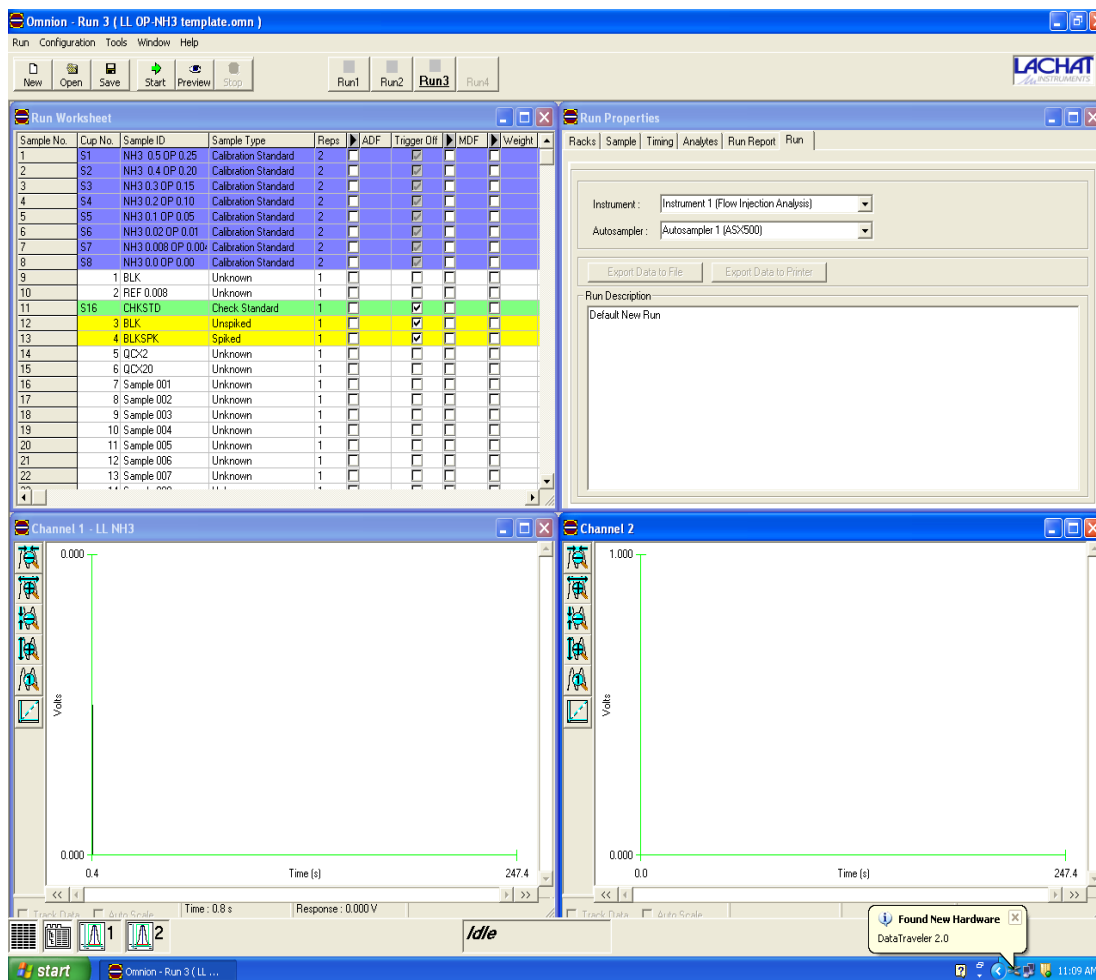 Omnion - Run 3 ( LL OP-NH3 template.omn )
Run Configuration Tools Window Help
New Open Save Start Preview Stop Run1 Run2 Run3 Run4
LACHAT
INSTRUMENTS
Run Worksheet
Sample No. Cup No. Sample ID Sample Type Reps ADF Trigger Off MDF Weight
1 S1 NH3 0.5 OP 0.25 Calibration Standard 2
2 S2 NH3 0.4 OP 0.20 Calibration Standard 2
3 S3 NH3 0.3 OP 0.15 Calibration Standard 2
4 S4 NH3 0.2 OP 0.10 Calibration Standard 2
5 S5 NH3 0.1 OP 0.05 Calibration Standard 2
6 S6 NH3 0.02 OP 0.01 Calibration Standard 2
7 S7 NH3 0.008 OP 0.004 Calibration Standard 2
8 S8 NH3 0.0 OP 0.00 Calibration Standard 2
9 1 BLK Unknown 1
10 2 REF 0.008 Unknown 1
11 S16 CHKSTD Check Standard 1
12 3 BLK Unspiked 1
13 4 BLKSPK Spiked 1
14 5 QCX2 Unknown 1
15 6 QCX20 Unknown 1
16 7 Sample 001 Unknown 1
17 8 Sample 002 Unknown 1
18 9 Sample 003 Unknown 1
19 10 Sample 004 Unknown 1
20 11 Sample 005 Unknown 1
21 12 Sample 006 Unknown 1
22 13 Sample 007 Unknown 1
Run Properties
Racks Sample Timing Analytes Run Report Run
Instrument : Instrument 1 (Flow Injection Analysis)
Autosampler : Autosampler 1 (ASX500)
Export Data to File Export Data to Printer
Run Description
Default New Run
Channel 1 - LL NH3
0.000
Volts
0.000
0.4 Time (s) 247.4
<< >>
Track Data Auto Scale Time : 0.8 s Response : 0.000 V
Channel 2
1.000
Volts
0.000
0.0 Time (s) 247.4
<< >>
Track Data Auto Scale
1 2 Idle
Found New Hardware
DataTraveler 2.0
start Omnion - Run 3 ( LL ... 11:09 AM